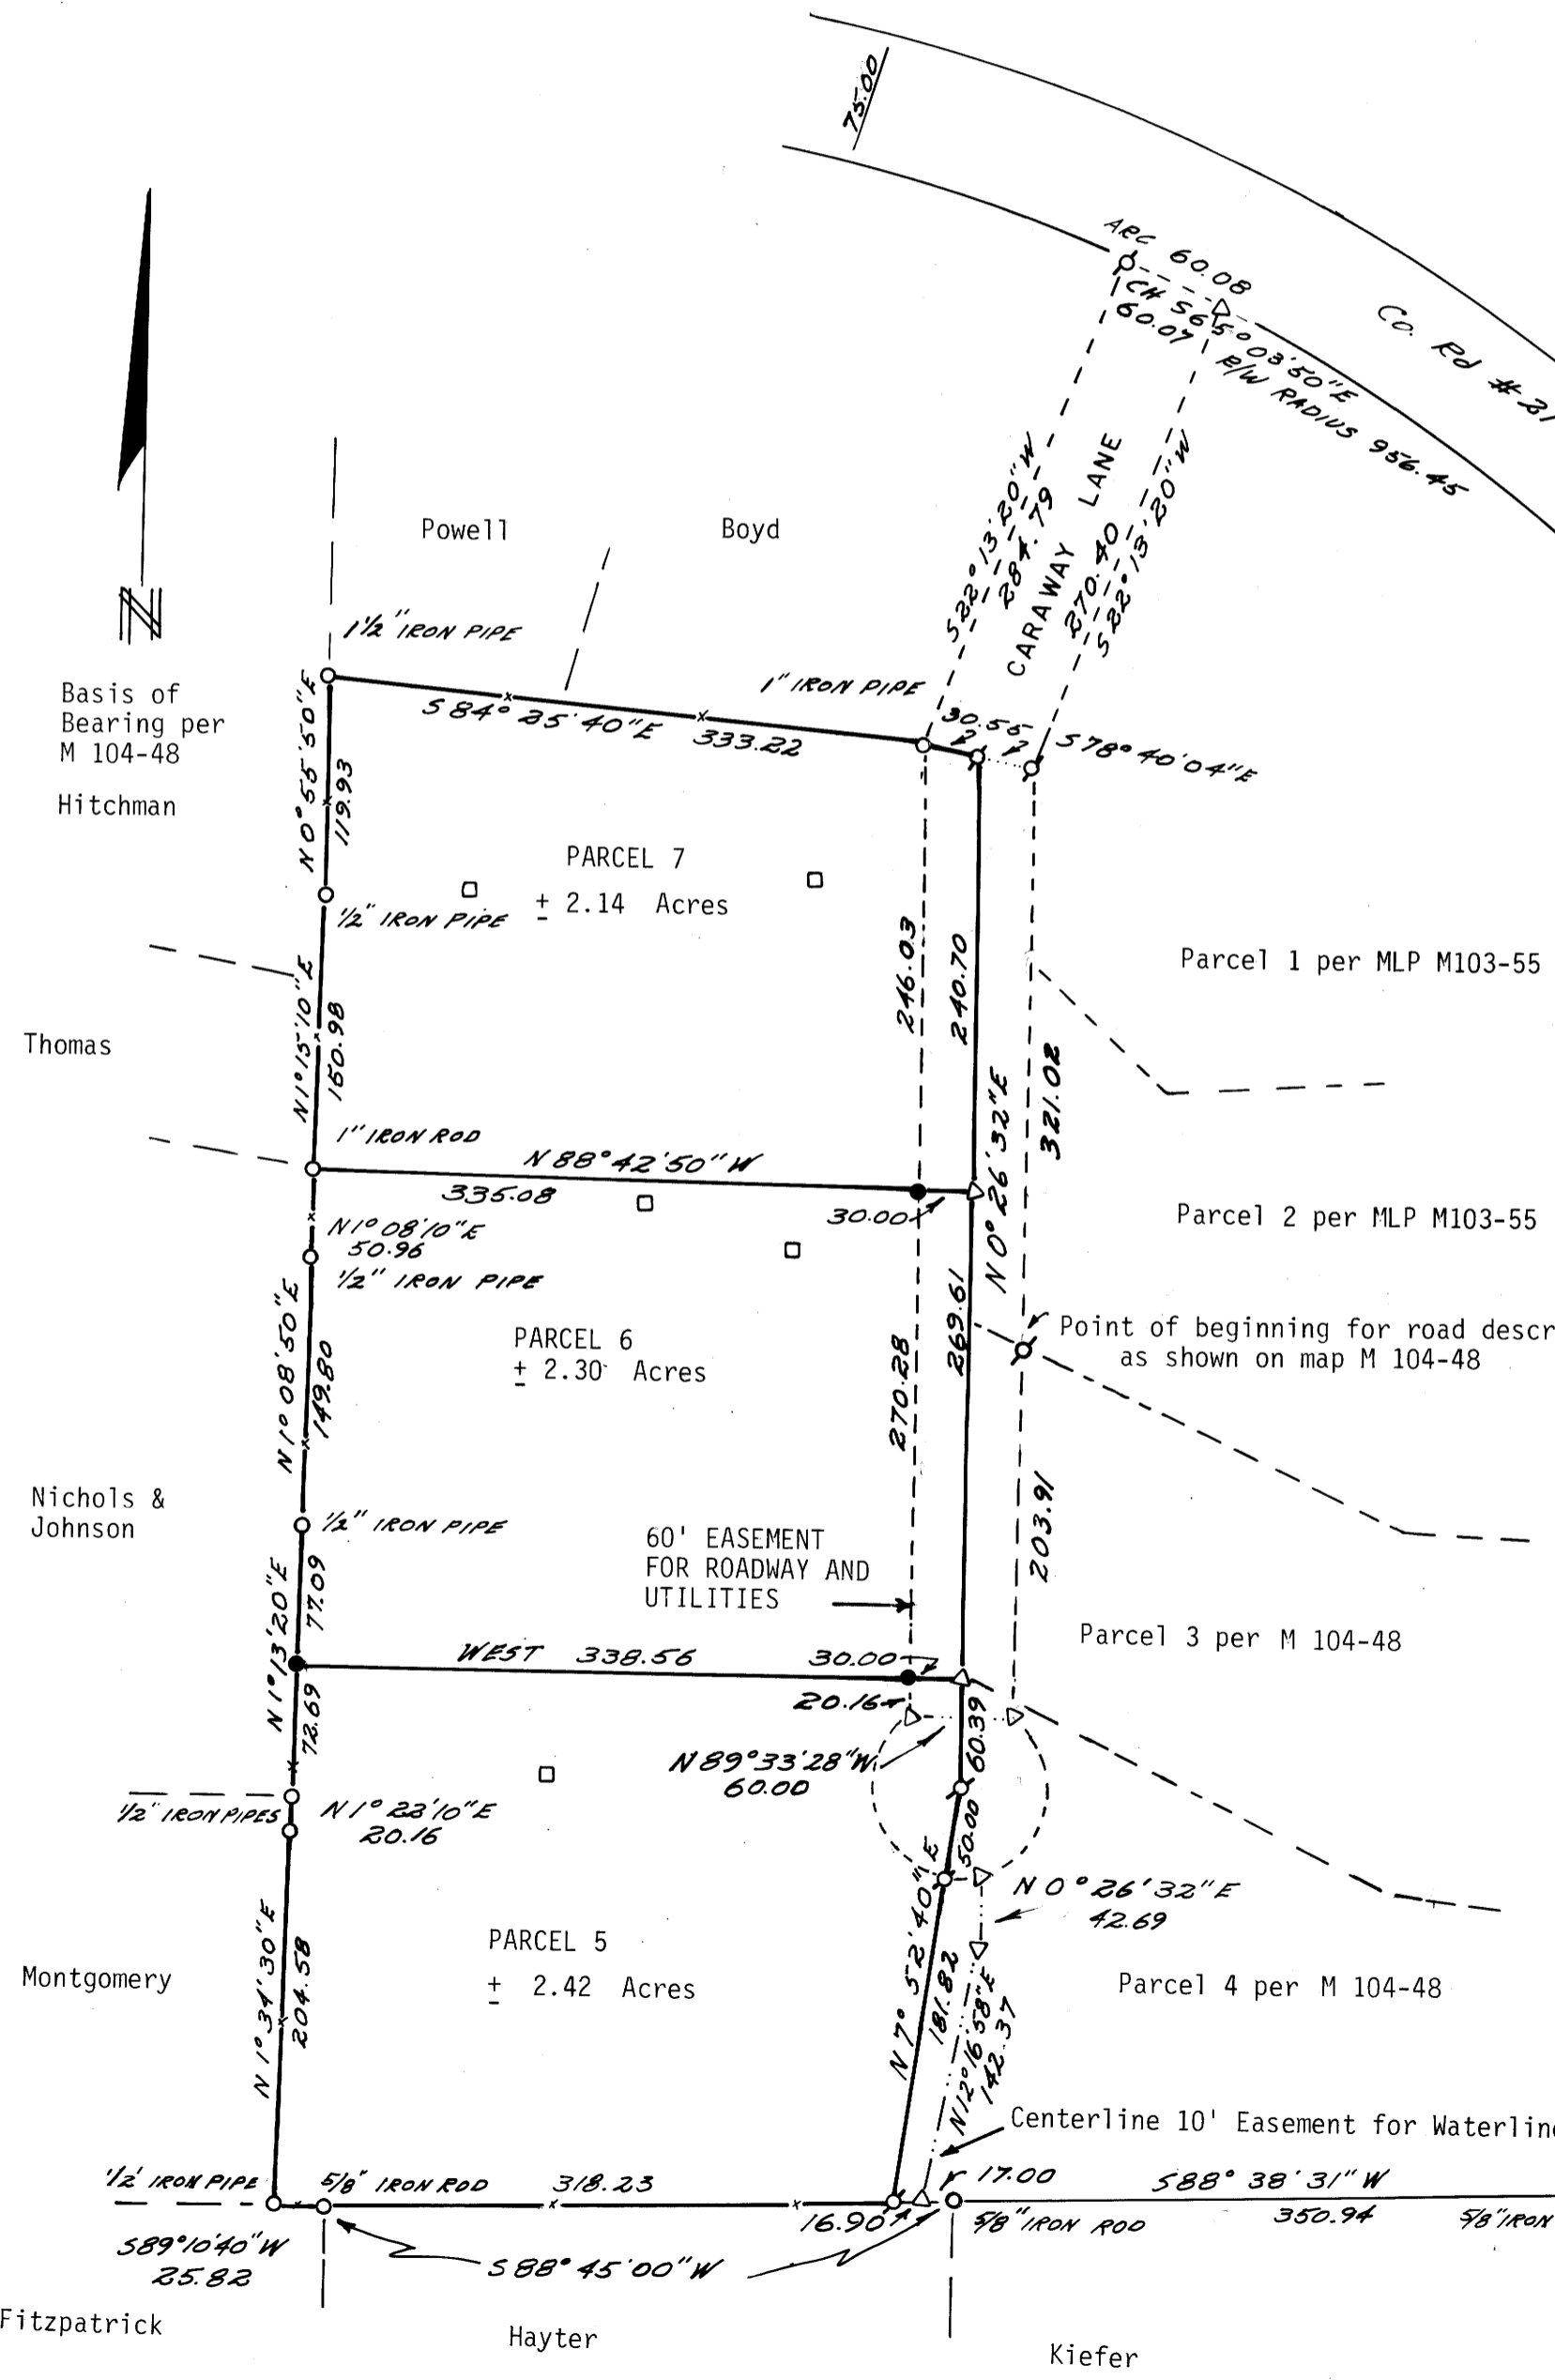 75.00
ARC 60.08
CH S65°03'50"E
60.07
R/W RADIUS 956.45
Co. Rd #
S22°13'20"W
284.79
CARAWAY LANE
270.40
S22°13'20"W
Powell
Boyd
N
1½" IRON PIPE
Basis of
Bearing per
M 104-48
Hitchman
1" IRON PIPE
S84°25'40"E 333.22
30.55
S78°40'04"E
N0°55'50"E
119.93
PARCEL 7
± 2.14 Acres
½" IRON PIPE
246.03
240.70
Parcel 1 per MLP M103-55
N1°15'10"E
150.98
Thomas
N0°26'32"E
321.02
1" IRON ROD
N88°42'50"W
335.08
30.00
Parcel 2 per MLP M103-55
N1°08'10"E
50.96
½" IRON PIPE
N1°08'50"E
149.80
PARCEL 6
± 2.30 Acres
270.28
269.61
Point of beginning for road descr
as shown on map M 104-48
Nichols &
Johnson
½" IRON PIPE
203.91
60' EASEMENT
FOR ROADWAY AND
UTILITIES
N1°13'20"E
77.09
Parcel 3 per M 104-48
WEST 338.56
30.00
20.16
72.69
60.39
N89°33'28"W
60.00
½" IRON PIPES
N1°23'10"E
20.16
50.00
N0°26'32"E
42.69
N1°34'30"E
204.58
PARCEL 5
± 2.42 Acres
N7°52'40"E
181.82
Montgomery
Parcel 4 per M 104-48
N12°16'58"E
142.37
Centerline 10' Easement for Waterlin
½' IRON PIPE
5/8" IRON ROD
318.23
17.00
S88°38'31"W
16.90
5/8" IRON ROD
350.94
5/8" IRON
S89°10'40"W
25.82
S88°45'00"W
Fitzpatrick
Hayter
Kiefer